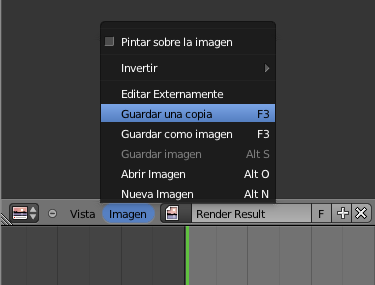 Pintar sobre la imagen
Invertir
Editar Externamente
Guardar una copia F3
Guardar como imagen F3
Guardar imagen Alt S
Abrir Imagen Alt O
Nueva Imagen Alt N
Vista Imagen Render Result F